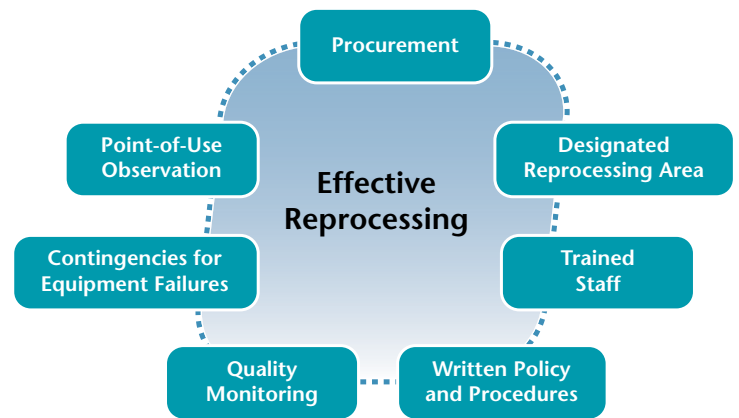 Procurement
Point-of-Use
Observation
Designated
Reprocessing Area
Effective
Reprocessing
Contingencies for
Equipment Failures
Trained
Staff
Quality
Monitoring
Written Policy
and Procedures